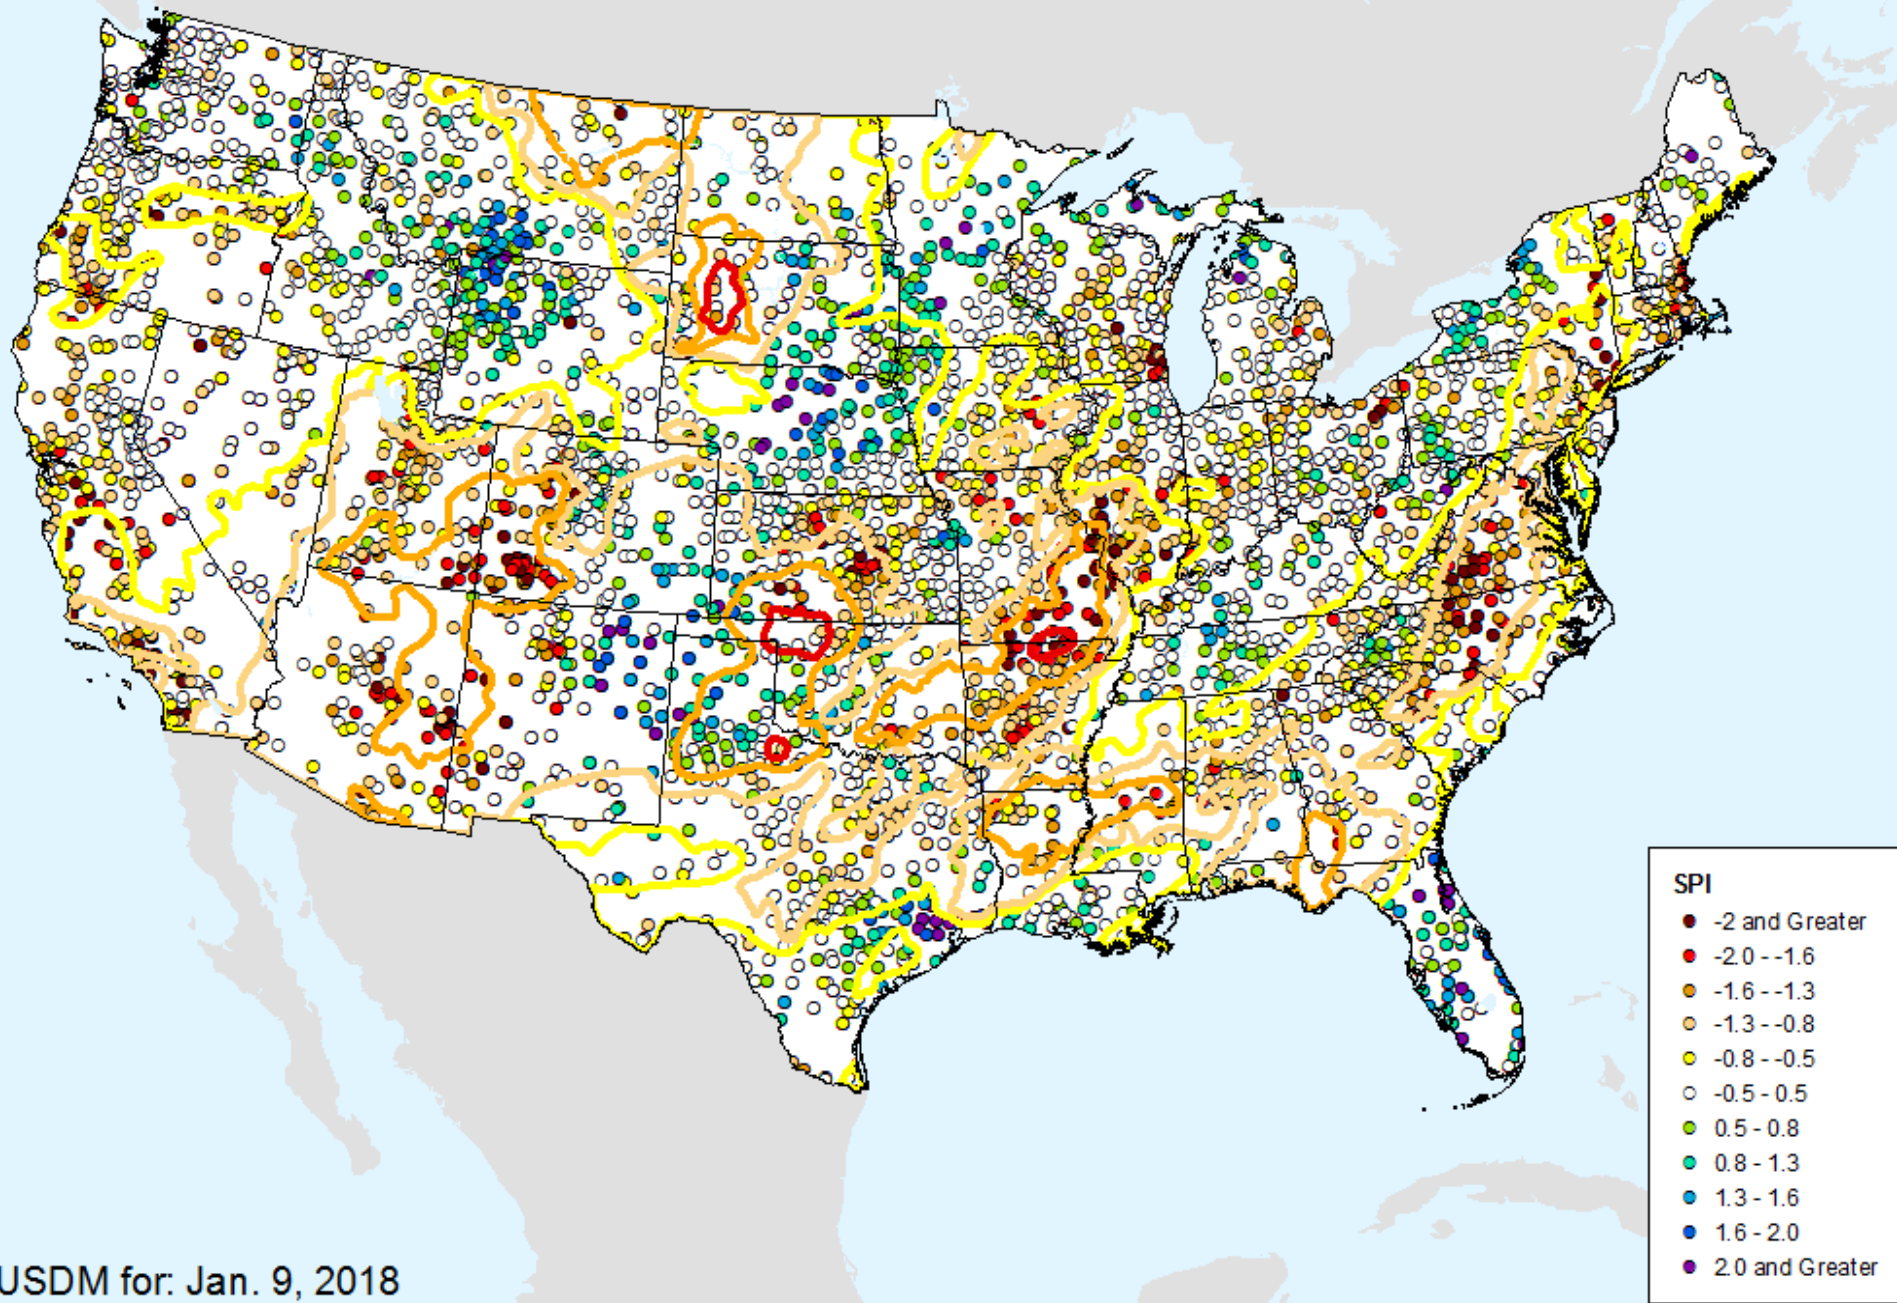 SPI
-2 and Greater
-2.0 - -1.6
-1.6 - -1.3
-1.3 - -0.8
-0.8 - -0.5
-0.5 - 0.5
0.5 - 0.8
0.8 - 1.3
1.3 - 1.6
1.6 - 2.0
2.0 and Greater
USDM for: Jan. 9, 2018